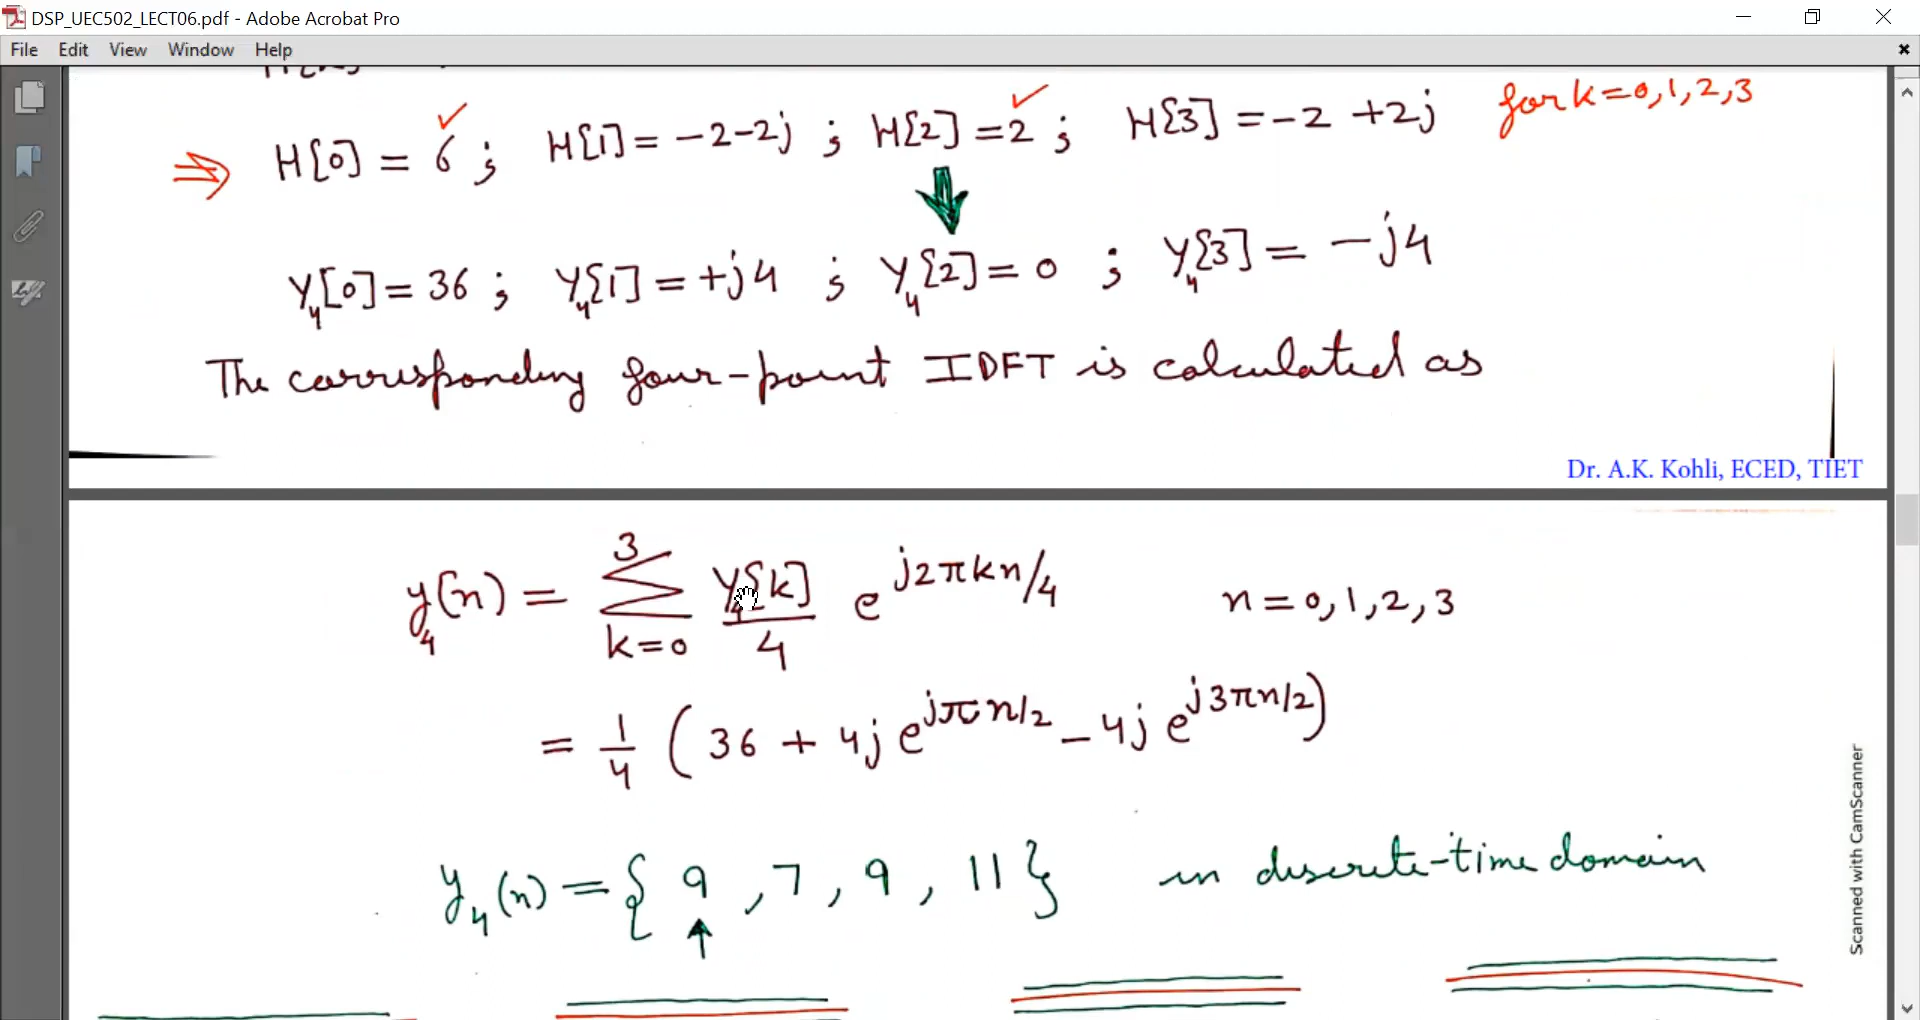 DSP_UEC502_LECT06.pdf - Adobe Acrobat Pro
File Edit View Window Help
for k=0,1,2,3
⇒ H[0] = 6 ; H[1] = -2-2j ; H[2] = 2 ; H[3] = -2 +2j
Y₄[0] = 36 ; Y₄[1] = +j4 ; Y₄[2] = 0 ; Y₄[3] = -j4
The corresponding four-point IDFT is calculated as
Dr. A.K. Kohli, ECED, TIET
y₄(n) = 3 Σ k=0 Y₄[k]/4 e^{j2πkn/4} n = 0,1,2,3
= 1/4 ( 36 + 4j e^{jπn/2} - 4j e^{j3πn/2} )
y₄(n) = { 9 , 7 , 9 , 11 } in discrete-time domain
↑
Scanned with CamScanner